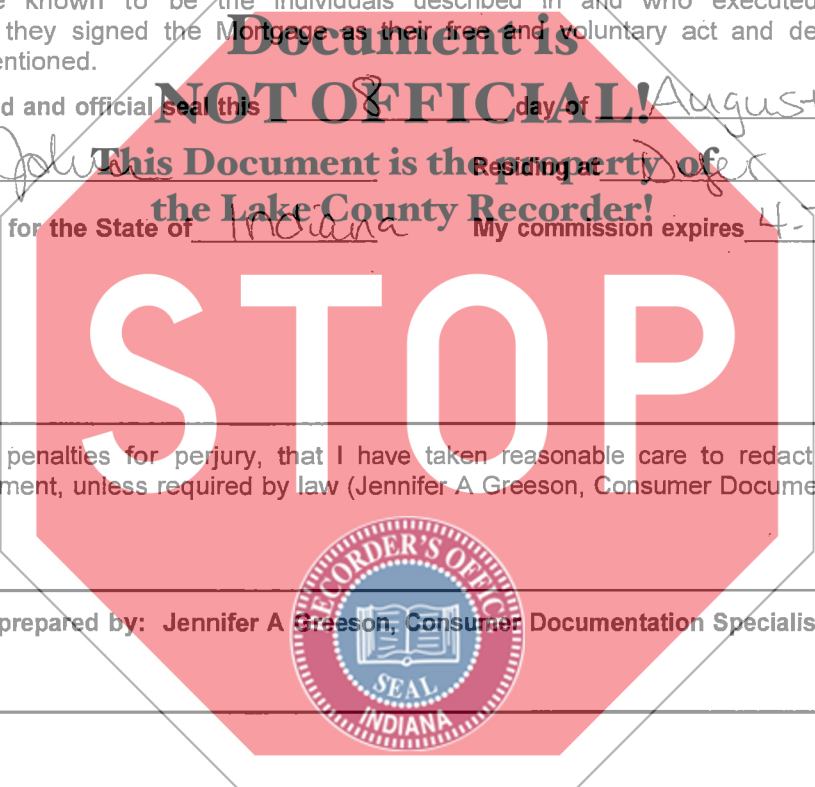 e known to be the individuals described in and who executed
they signed the Mortgage as their free and voluntary act and de
entioned.
Document is
NOT OFFICIAL!
This Document is the property of
the Lake County Recorder!
d and official seal this 8 day of August
Residing at Dyer
for the State of Indiana My commission expires 4-
STOP
penalties for perjury, that I have taken reasonable care to redact
ment, unless required by law (Jennifer A Greeson, Consumer Docume
RECORDER'S OFFICE
SEAL
INDIANA
prepared by: Jennifer A Greeson, Consumer Documentation Specialis